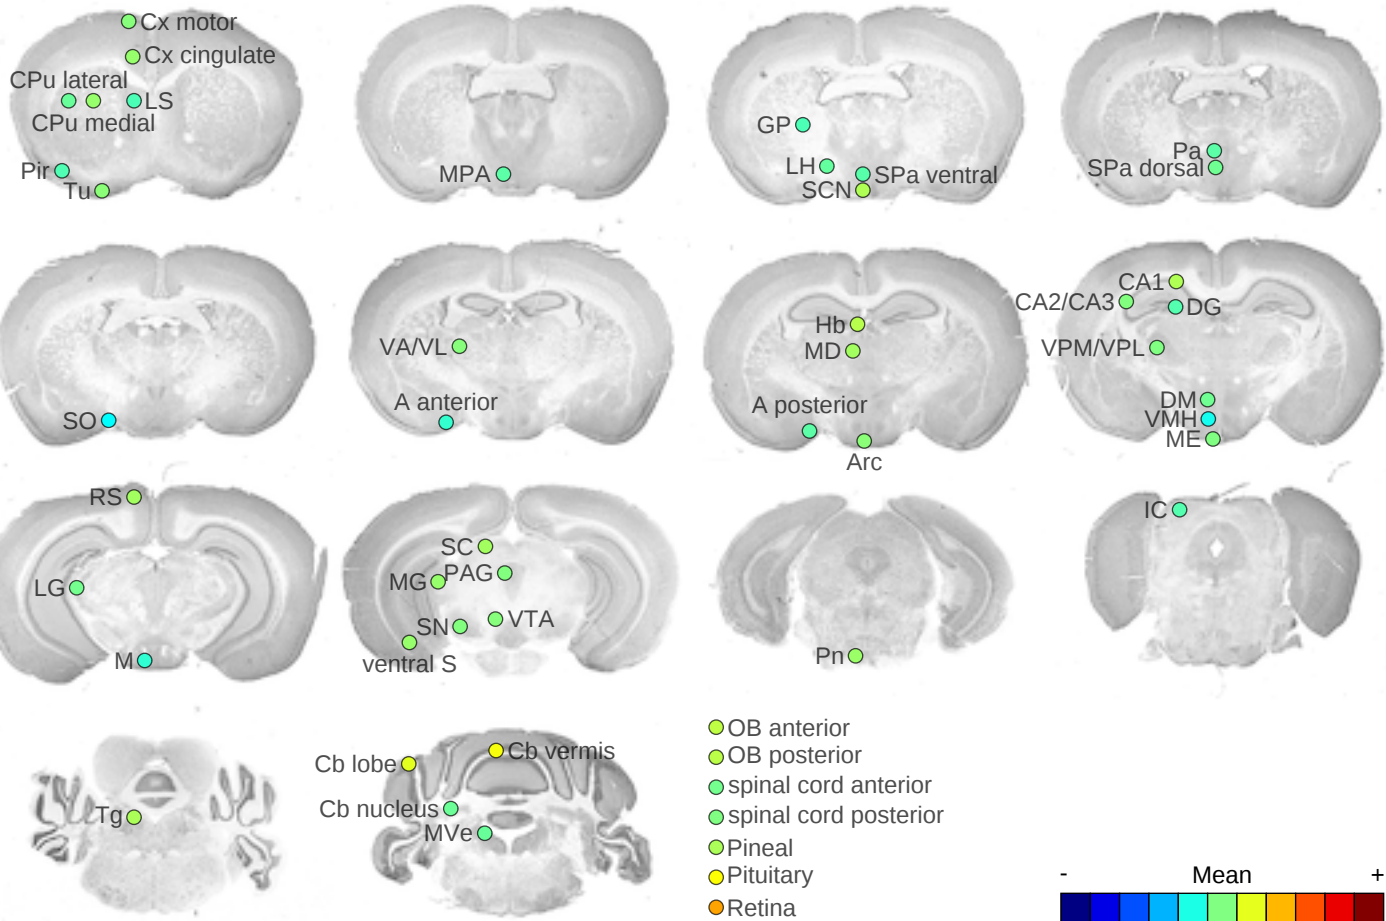 Cx motor
Cx cingulate
CPu lateral
LS
CPu medial
Pir
Tu
MPA
GP
LH
SPa ventral
SCN
Pa
SPa dorsal
SO
VA/VL
A anterior
Hb
MD
A posterior
Arc
CA1
CA2/CA3
DG
VPM/VPL
DM
VMH
ME
RS
LG
M
SC
MG
PAG
SN
VTA
ventral S
Pn
IC
Tg
Cb lobe
Cb vermis
Cb nucleus
MVe
OB anterior
OB posterior
spinal cord anterior
spinal cord posterior
Pineal
Pituitary
Retina
- Mean +